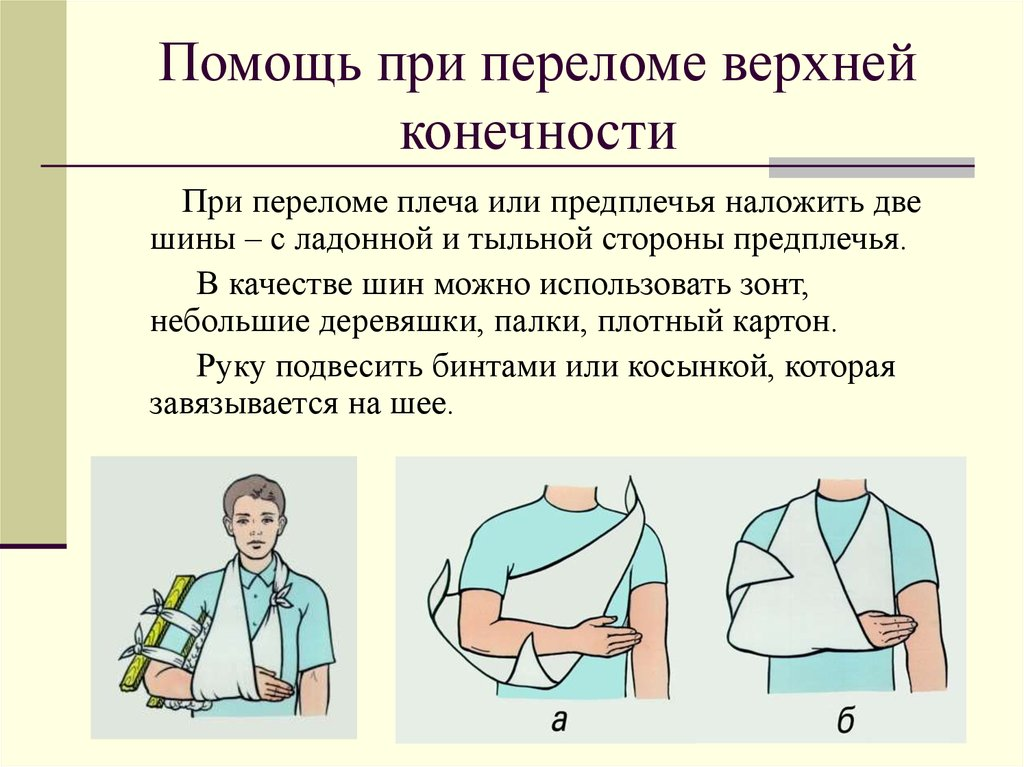 Помощь при переломе верхней
конечности
При переломе плеча или предплечья наложить две
шины – с ладонной и тыльной стороны предплечья.
В качестве шин можно использовать зонт,
небольшие деревяшки, палки, плотный картон.
Руку подвесить бинтами или косынкой, которая
завязывается на шее.
а
б